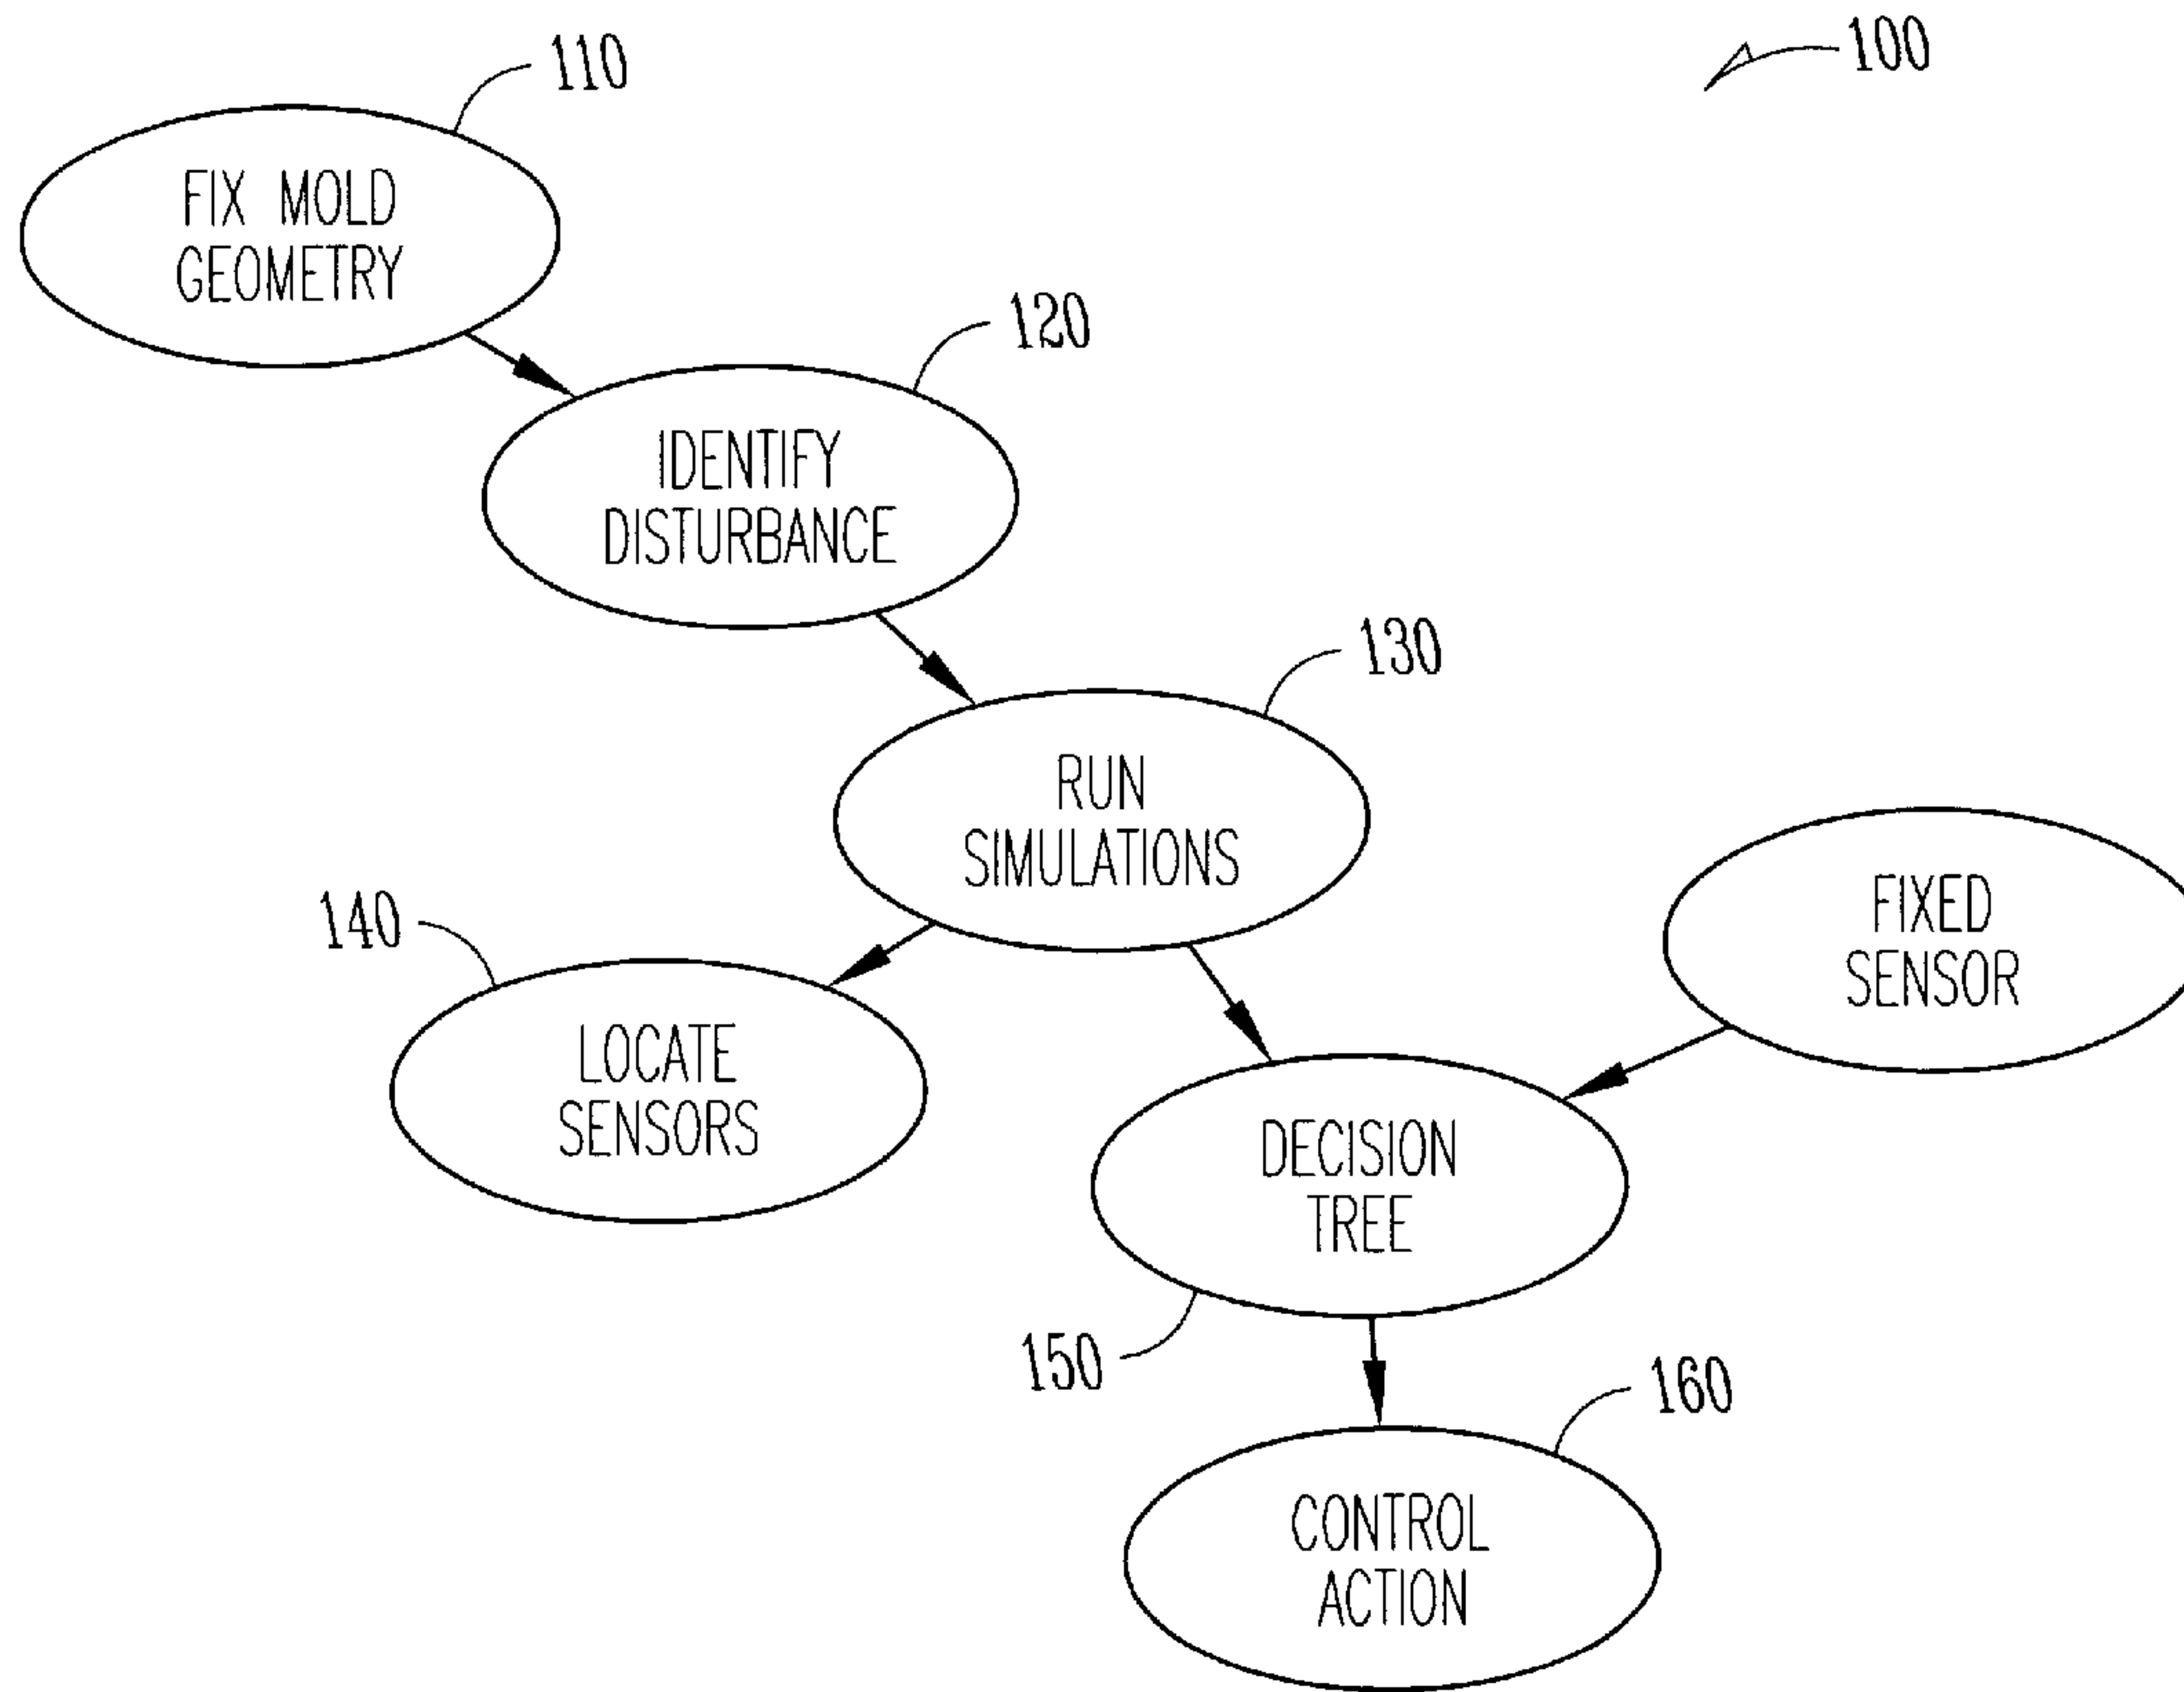 100
110
FIX MOLD
GEOMETRY
120
IDENTIFY
DISTURBANCE
130
RUN
SIMULATIONS
FIXED
SENSOR
140
LOCATE
SENSORS
DECISION
TREE
150
160
CONTROL
ACTION